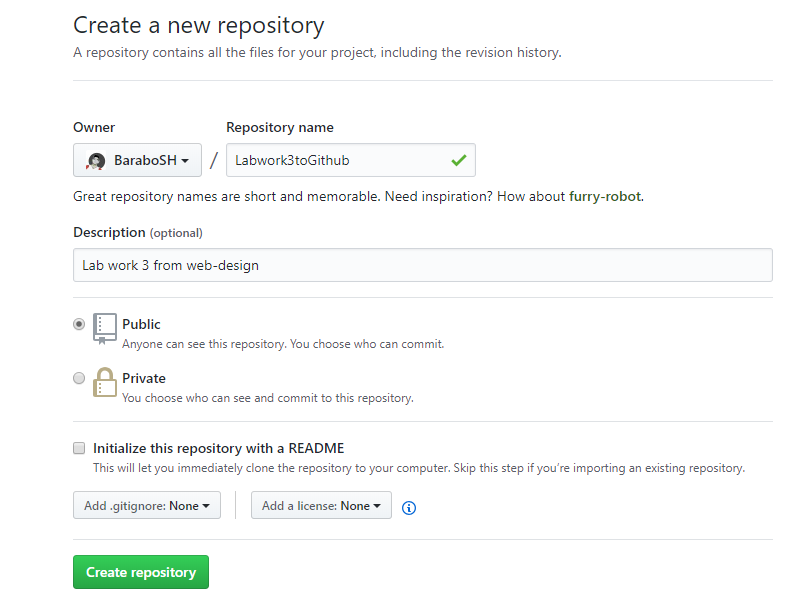 Create a new repository
A repository contains all the files for your project, including the revision history.
Owner
Repository name
BaraboSH
/
Labwork3toGithub
Great repository names are short and memorable. Need inspiration? How about furry-robot.
Description (optional)
Lab work 3 from web-design
Public
Anyone can see this repository. You choose who can commit.
Private
You choose who can see and commit to this repository.
Initialize this repository with a README
This will let you immediately clone the repository to your computer. Skip this step if you’re importing an existing repository.
Add .gitignore: None
Add a license: None
Create repository